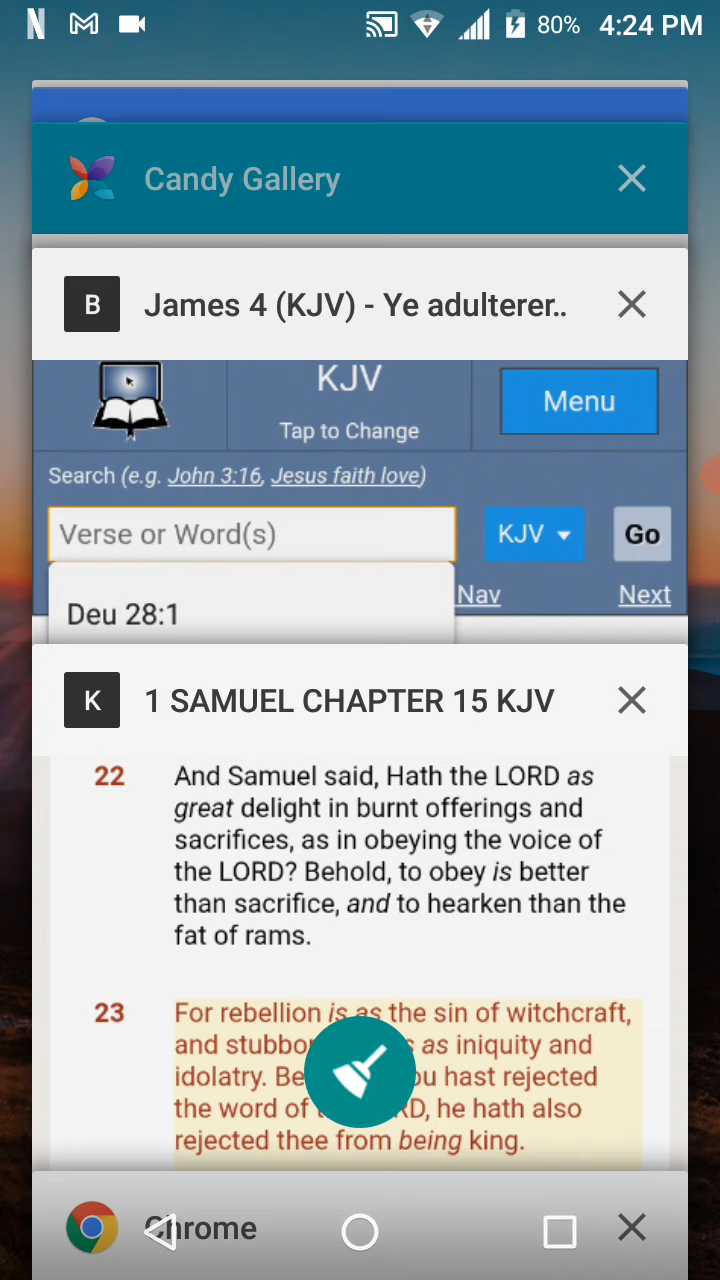 80% 4:24 PM
Candy Gallery
B James 4 (KJV) - Ye adulterer..
KJV
Tap to Change
Menu
Search (e.g. John 3:16, Jesus faith love)
Verse or Word(s)
KJV
Go
Nav
Next
Deu 28:1
K 1 SAMUEL CHAPTER 15 KJV
22 And Samuel said, Hath the LORD as
great delight in burnt offerings and
sacrifices, as in obeying the voice of
the LORD? Behold, to obey is better
than sacrifice, and to hearken than the
fat of rams.
23 For rebellion is as the sin of witchcraft,
and as iniquity and
idolatry. hast rejected
the word of he hath also
rejected thee from being king.
Chrome